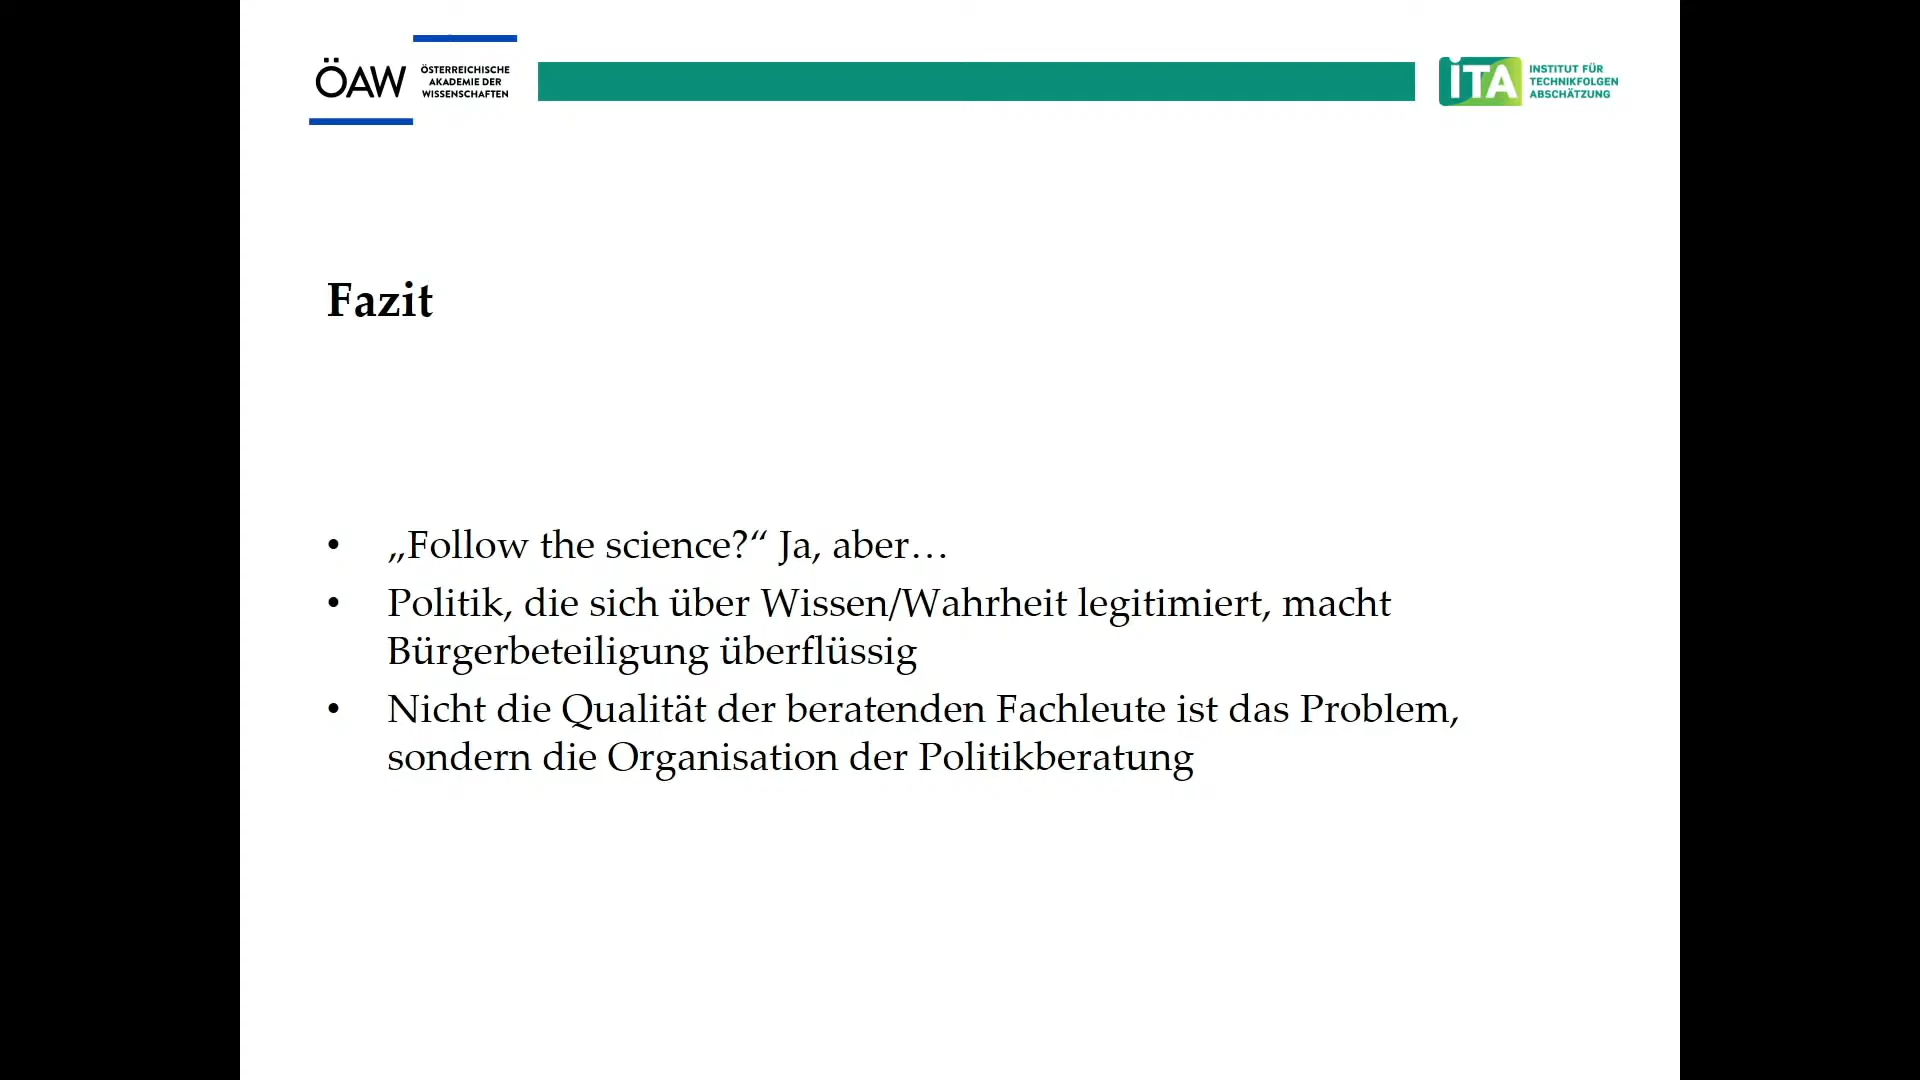 ÖAW
ÖSTERREICHISCHE
AKADEMIE DER
WISSENSCHAFTEN
ITA
INSTITUT FÜR
TECHNIKFOLGEN
ABSCHÄTZUNG
Fazit
• „Follow the science?“ Ja, aber…
• Politik, die sich über Wissen/Wahrheit legitimiert, macht
Bürgerbeteiligung überflüssig
• Nicht die Qualität der beratenden Fachleute ist das Problem,
sondern die Organisation der Politikberatung